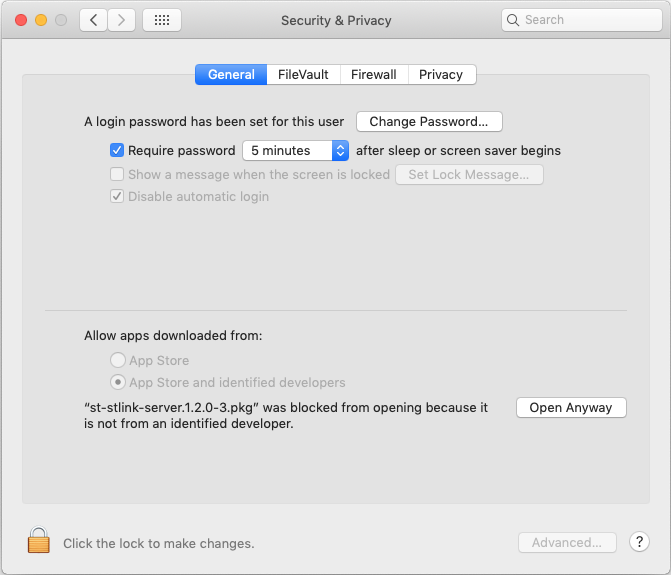 Security & Privacy
Search
General
FileVault
Firewall
Privacy
A login password has been set for this user
Change Password...
Require password
5 minutes
after sleep or screen saver begins
Show a message when the screen is locked
Set Lock Message...
Disable automatic login
Allow apps downloaded from:
App Store
App Store and identified developers
“st-stlink-server.1.2.0-3.pkg” was blocked from opening because it
is not from an identified developer.
Open Anyway
Click the lock to make changes.
Advanced...
?